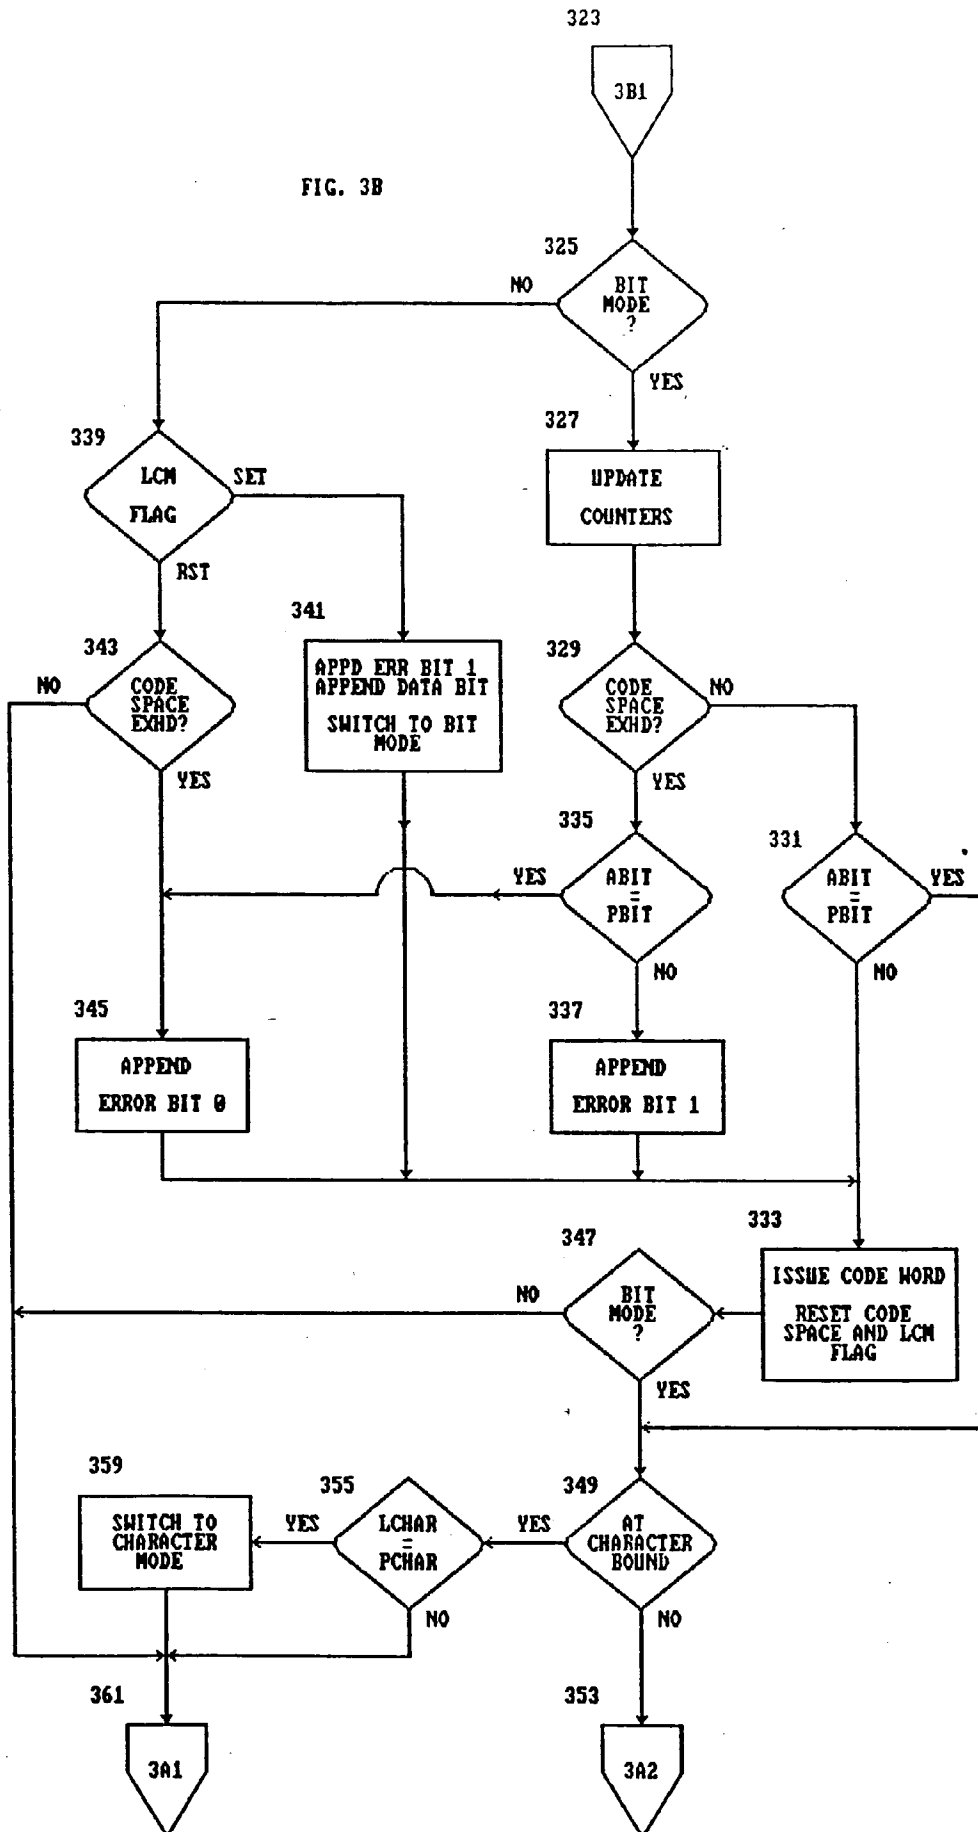 323
3B1
FIG. 3B
325
NO
BIT
MODE
?
YES
327
339
LCM
FLAG
SET
UPDATE
COUNTERS
RST
341
343
329
NO
CODE
SPACE
EXHD?
APPD ERR BIT 1
APPEND DATA BIT
SWITCH TO BIT
MODE
CODE
SPACE
EXHD?
NO
YES
YES
335
331
YES
ABIT
=
PBIT
ABIT
=
PBIT
YES
NO
NO
345
337
APPEND
ERROR BIT 0
APPEND
ERROR BIT 1
333
347
NO
BIT
MODE
?
ISSUE CODE WORD
RESET CODE
SPACE AND LCM
FLAG
YES
359
355
349
SWITCH TO
CHARACTER
MODE
YES
LCHAR
=
PCHAR
YES
AT
CHARACTER
BOUND
NO
NO
361
353
3A1
3A2